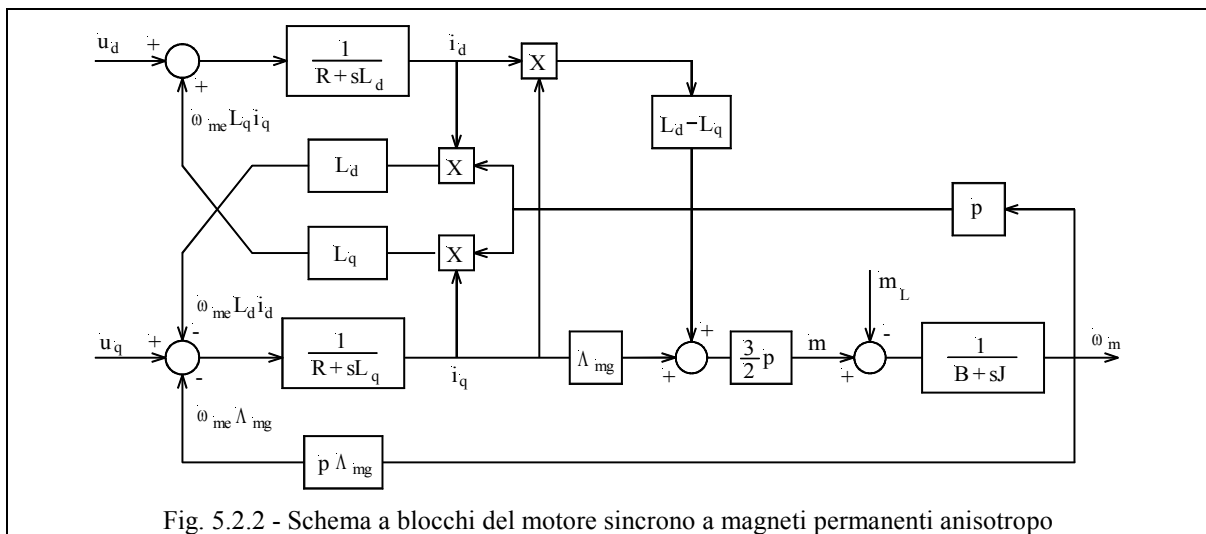 u_d + 1 i_d X
+ R + sL_d
ω_me L_q i_q L_d − L_q
L_d X
p
L_q X
ω_me L_d i_d m_L
- + -
u_q + 1 Λ_mg 3 p m 1 ω_m
- R + sL_q i_q + 2 + B + sJ
ω_me Λ_mg
p Λ_mg
Fig. 5.2.2 - Schema a blocchi del motore sincrono a magneti permanenti anisotropo